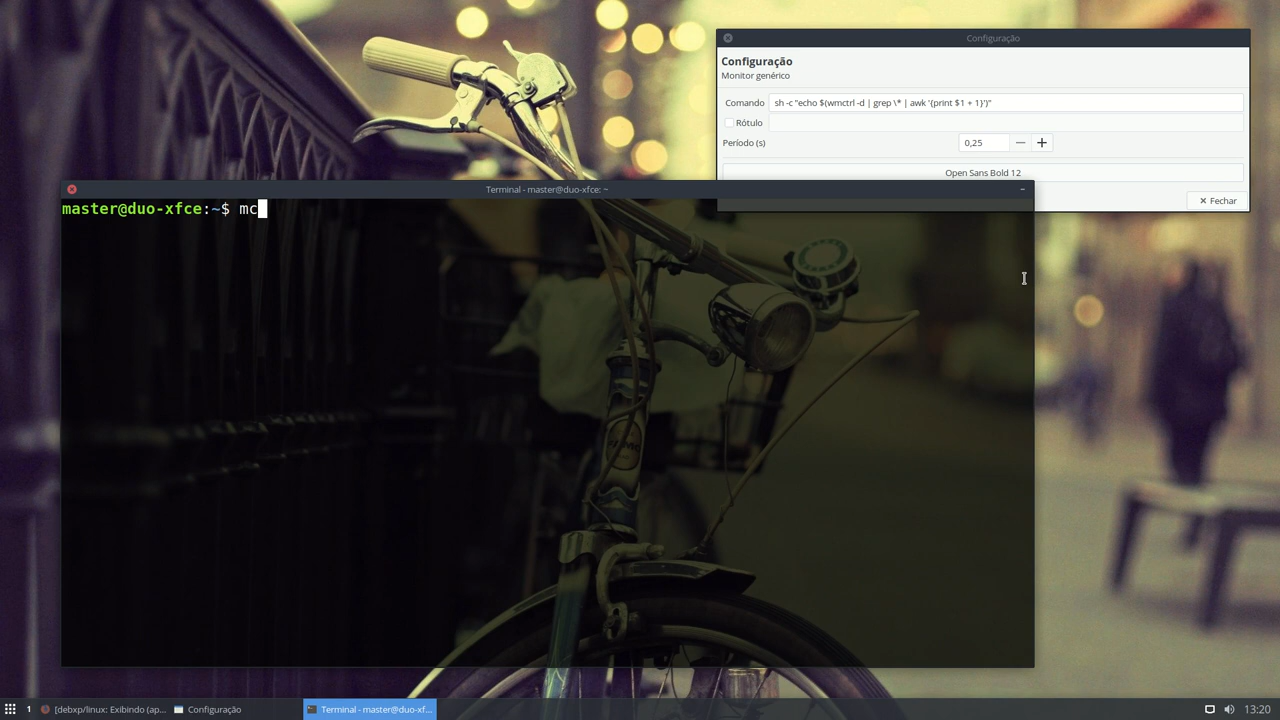 Configuração
Configuração
Monitor genérico
Comando sh -c "echo $(wmctrl -d | grep \* | awk '{print $1 + 1}')"
Rótulo
Período (s) 0,25
Open Sans Bold 12
Fechar
Terminal - master@duo-xfce: ~
master@duo-xfce:~$ mc
1 [debxp/linux: Exibindo (ap... Configuração Terminal - master@duo-xf... 13:20